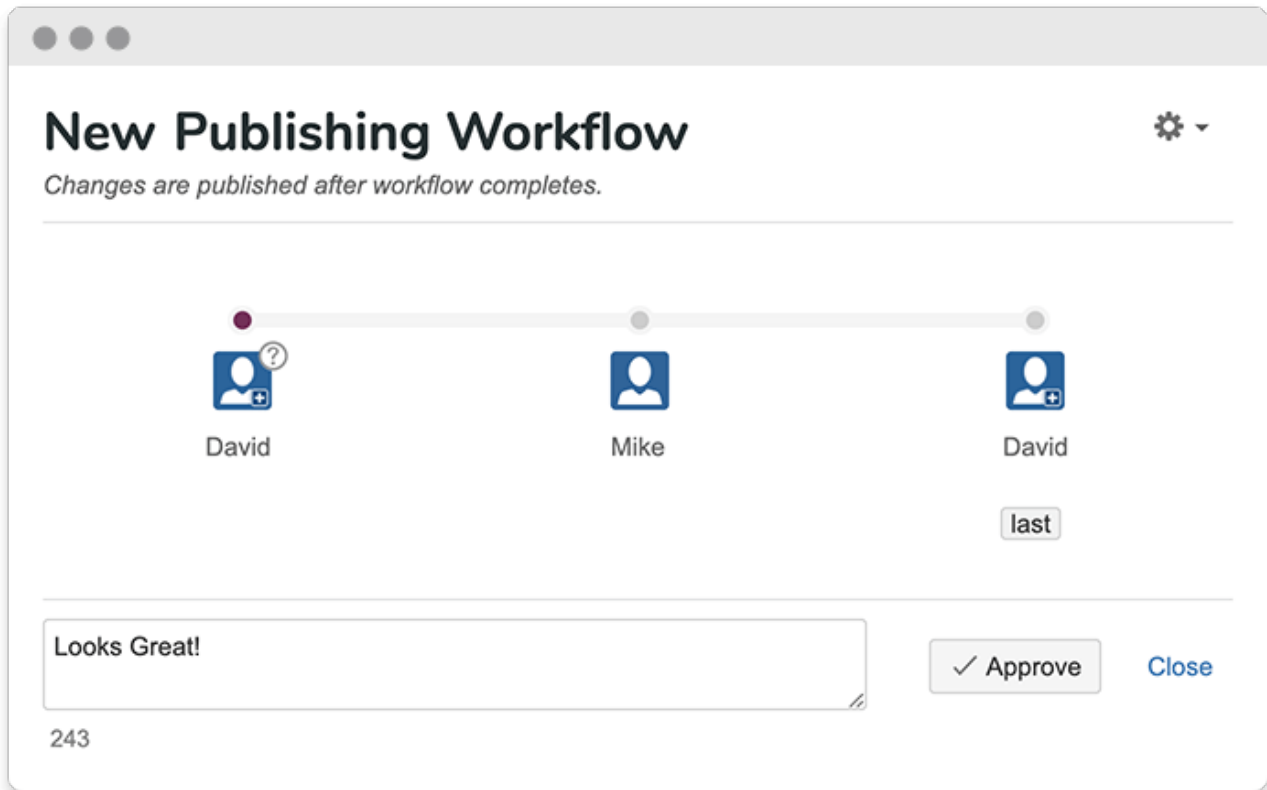 New Publishing Workflow
Changes are published after workflow completes.
?
David Mike David
last
Looks Great!
✓ Approve Close
243